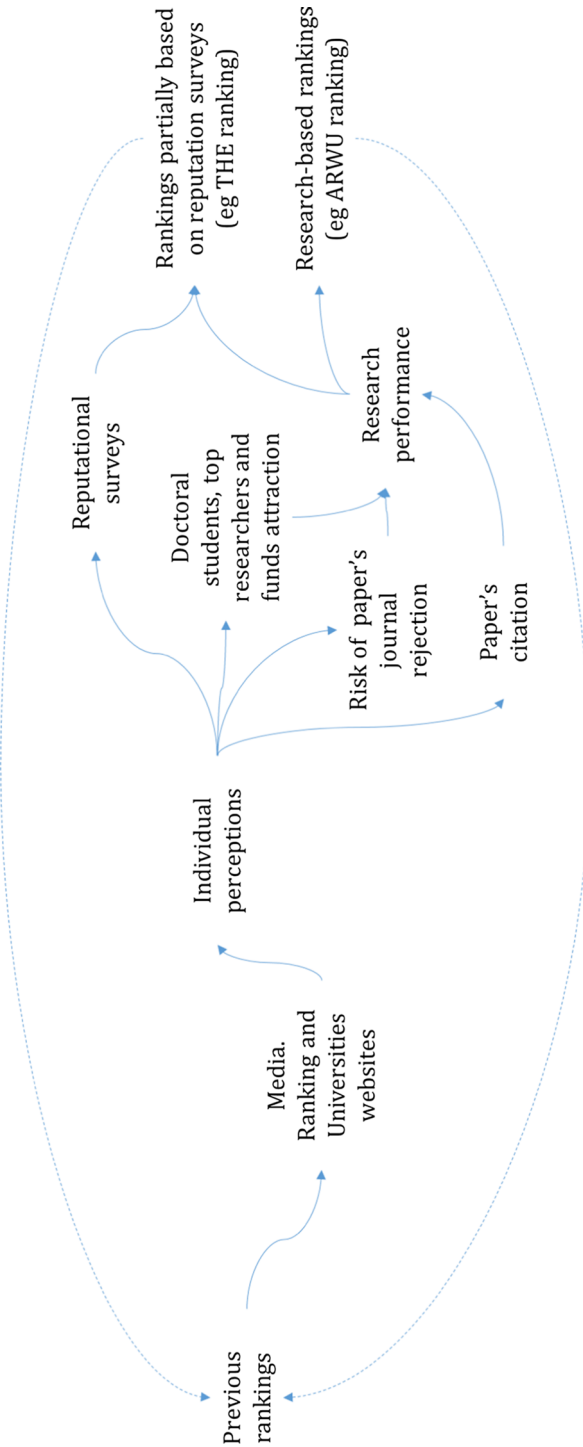 Previous
rankings
Media.
Ranking and
Universities
websites
Individual
perceptions
Reputational
surveys
Doctoral
students, top
researchers and
funds attraction
Risk of paper’s
journal
rejection
Paper’s
citation
Research
performance
Rankings partially based
on reputation surveys
(eg THE ranking)
Research-based rankings
(eg ARWU ranking)